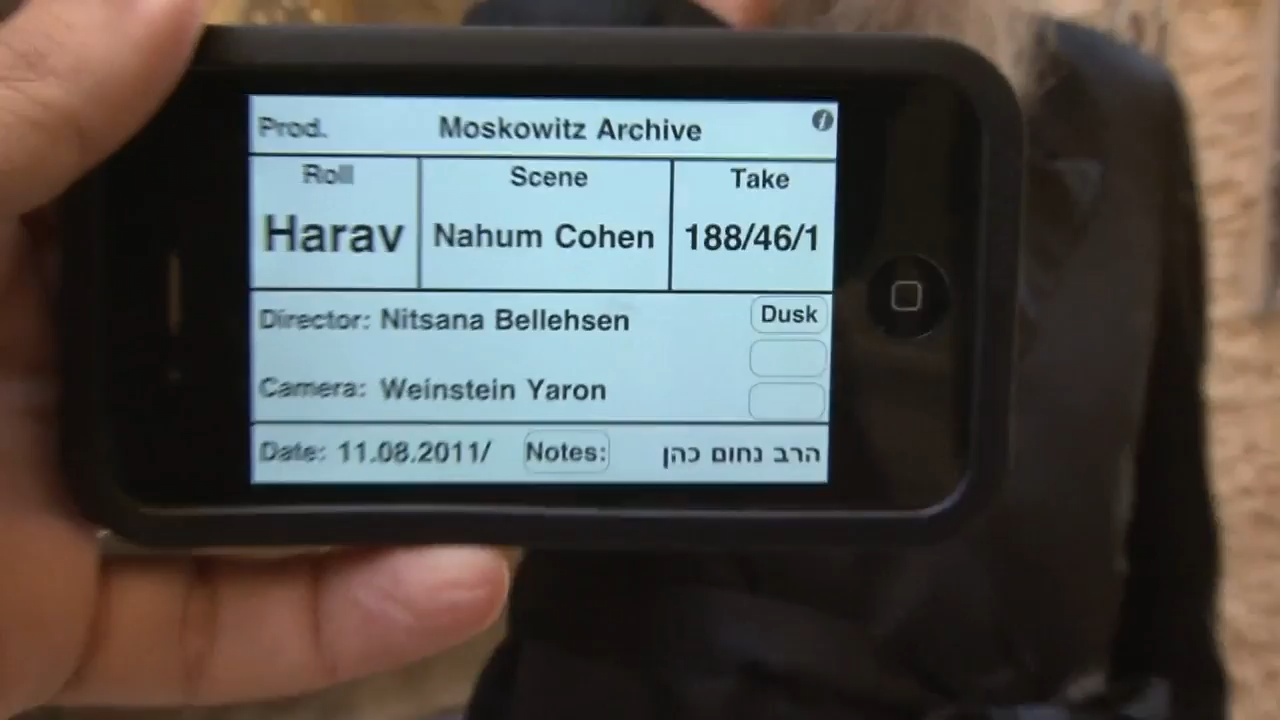 Prod. Moskowitz Archive
Roll Scene Take
Harav Nahum Cohen 188/46/1
Director: Nitsana Bellehsen Dusk
Camera: Weinstein Yaron
Date: 11.08.2011/ Notes: הרב נחום כהן